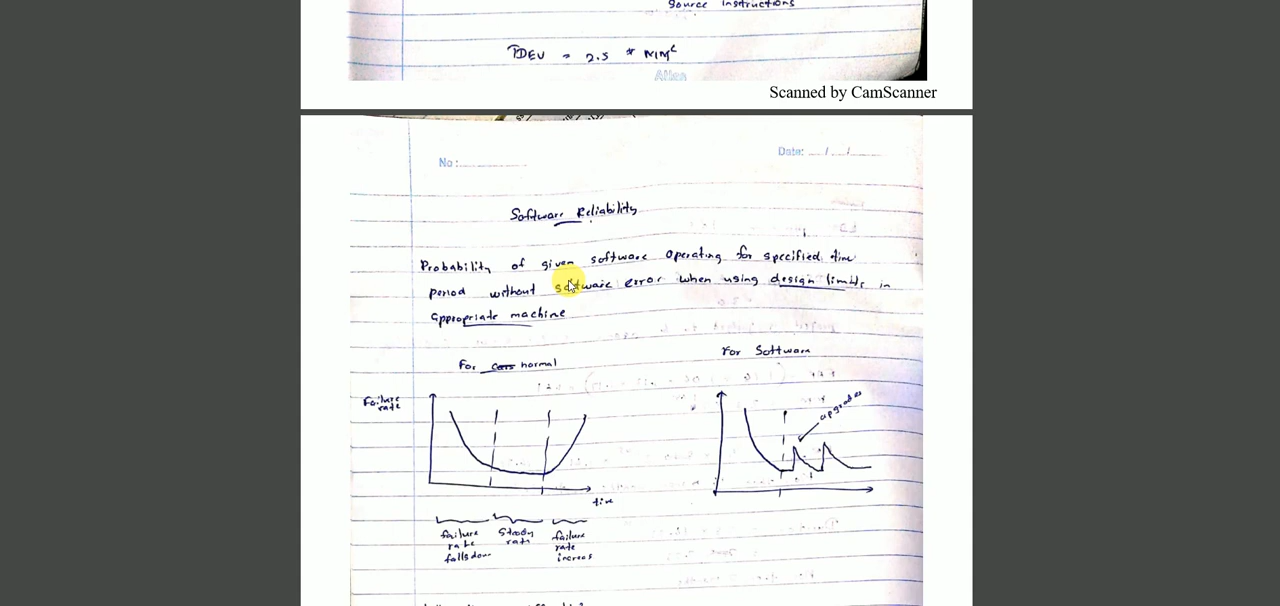 Source Instructions
TDEV = 2.5 * MM^c
Allen
Scanned by CamScanner
No :
Date: / /
Software Reliability
Probability of given software operating for specified time
period without software error when using design limits in
appropriate machine
For normal
For Software
Failure rate
upgrades
time
failure rate falls down
Steady rate
failure rate increas